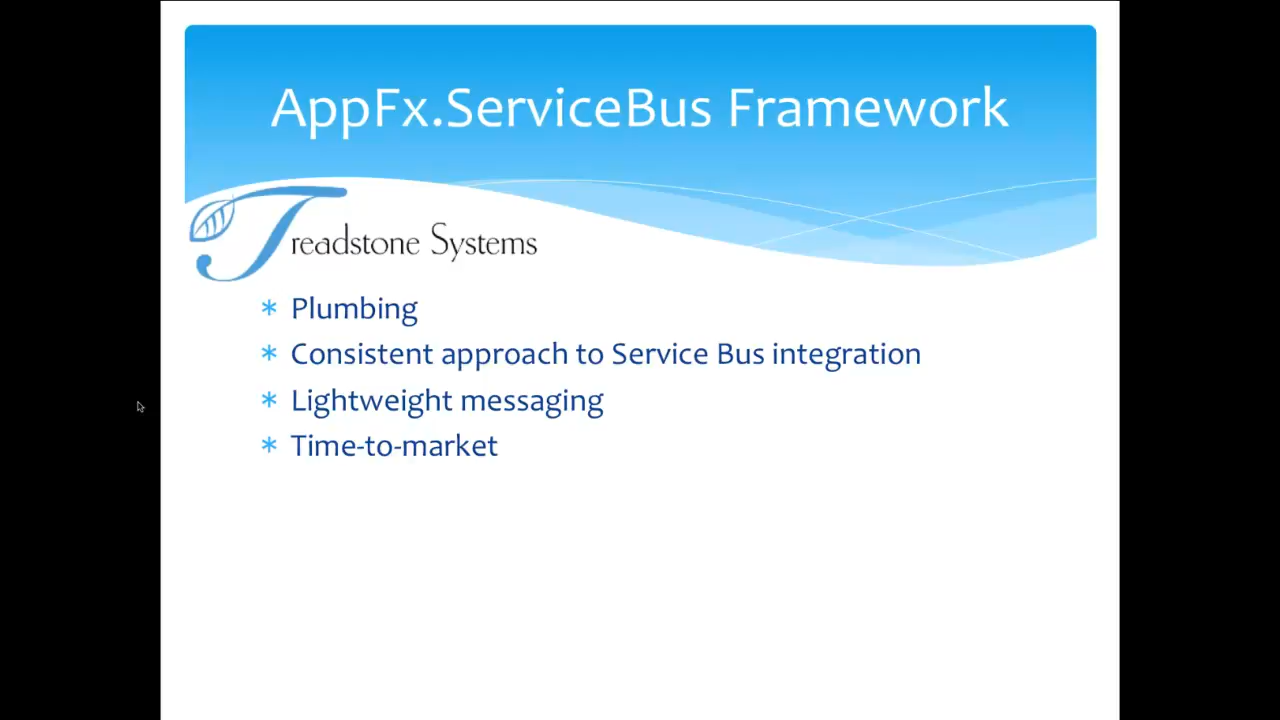 AppFx.ServiceBus Framework
Treadstone Systems
* Plumbing
* Consistent approach to Service Bus integration
* Lightweight messaging
* Time-to-market